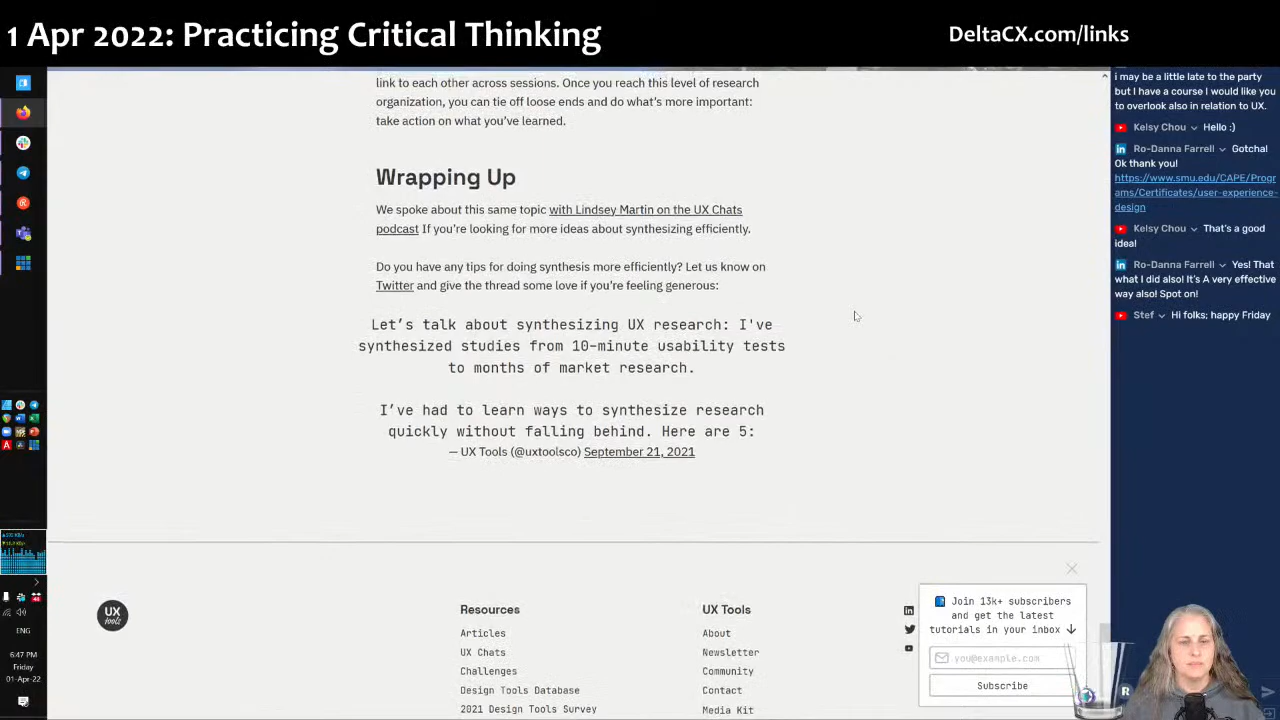 1 Apr 2022: Practicing Critical Thinking
DeltaCX.com/links
link to each other across sessions. Once you reach this level of research
organization, you can tie off loose ends and do what's more important:
take action on what you've learned.
Wrapping Up
We spoke about this same topic with Lindsey Martin on the UX Chats
podcast If you're looking for more ideas about synthesizing efficiently.
Do you have any tips for doing synthesis more efficiently? Let us know on
Twitter and give the thread some love if you're feeling generous:
Let's talk about synthesizing UX research: I've
synthesized studies from 10-minute usability tests
to months of market research.
I've had to learn ways to synthesize research
quickly without falling behind. Here are 5:
— UX Tools (@uxtoolsco) September 21, 2021
UX
tools
Resources
Articles
UX Chats
Challenges
Design Tools Database
2021 Design Tools Survey
UX Tools
About
Newsletter
Community
Contact
Media Kit
Join 13k+ subscribers
and get the latest
tutorials in your inbox ↓
you@example.com
Subscribe
i may be a little late to the party
but I have a course I would like you
to overlook also in relation to UX.
Kelsy Chou Hello :)
Ro-Danna Farrell Gotcha!
Ok thank you!
https://www.smu.edu/CAPE/Progr
ams/Certificates/user-experience-
design
Kelsy Chou That's a good
idea!
Ro-Danna Farrell Yes! That
what I did also! It's A very effective
way also! Spot on!
Stef Hi folks; happy Friday
ENG
6:47 PM
Friday
01-Apr-22
R